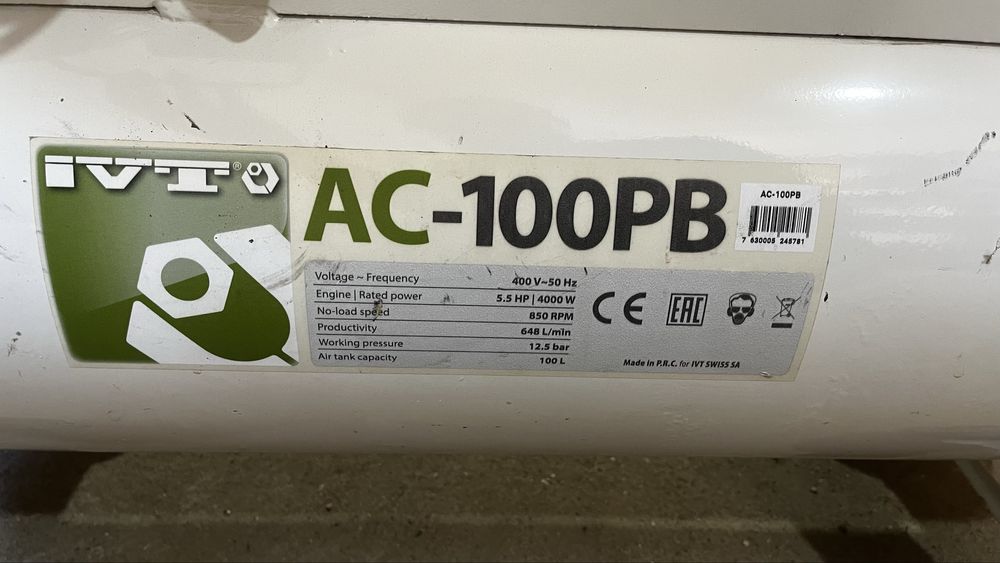 IVT®
AC-100PB
AC-100PB
7 630005 245781
Voltage ~ Frequency 400 V~50 Hz
Engine | Rated power 5.5 HP | 4000 W
No-load speed 850 RPM
Productivity 648 L/min
Working pressure 12.5 bar
Air tank capacity 100 L
CE EAC
Made in P.R.C. for IVT SWISS SA